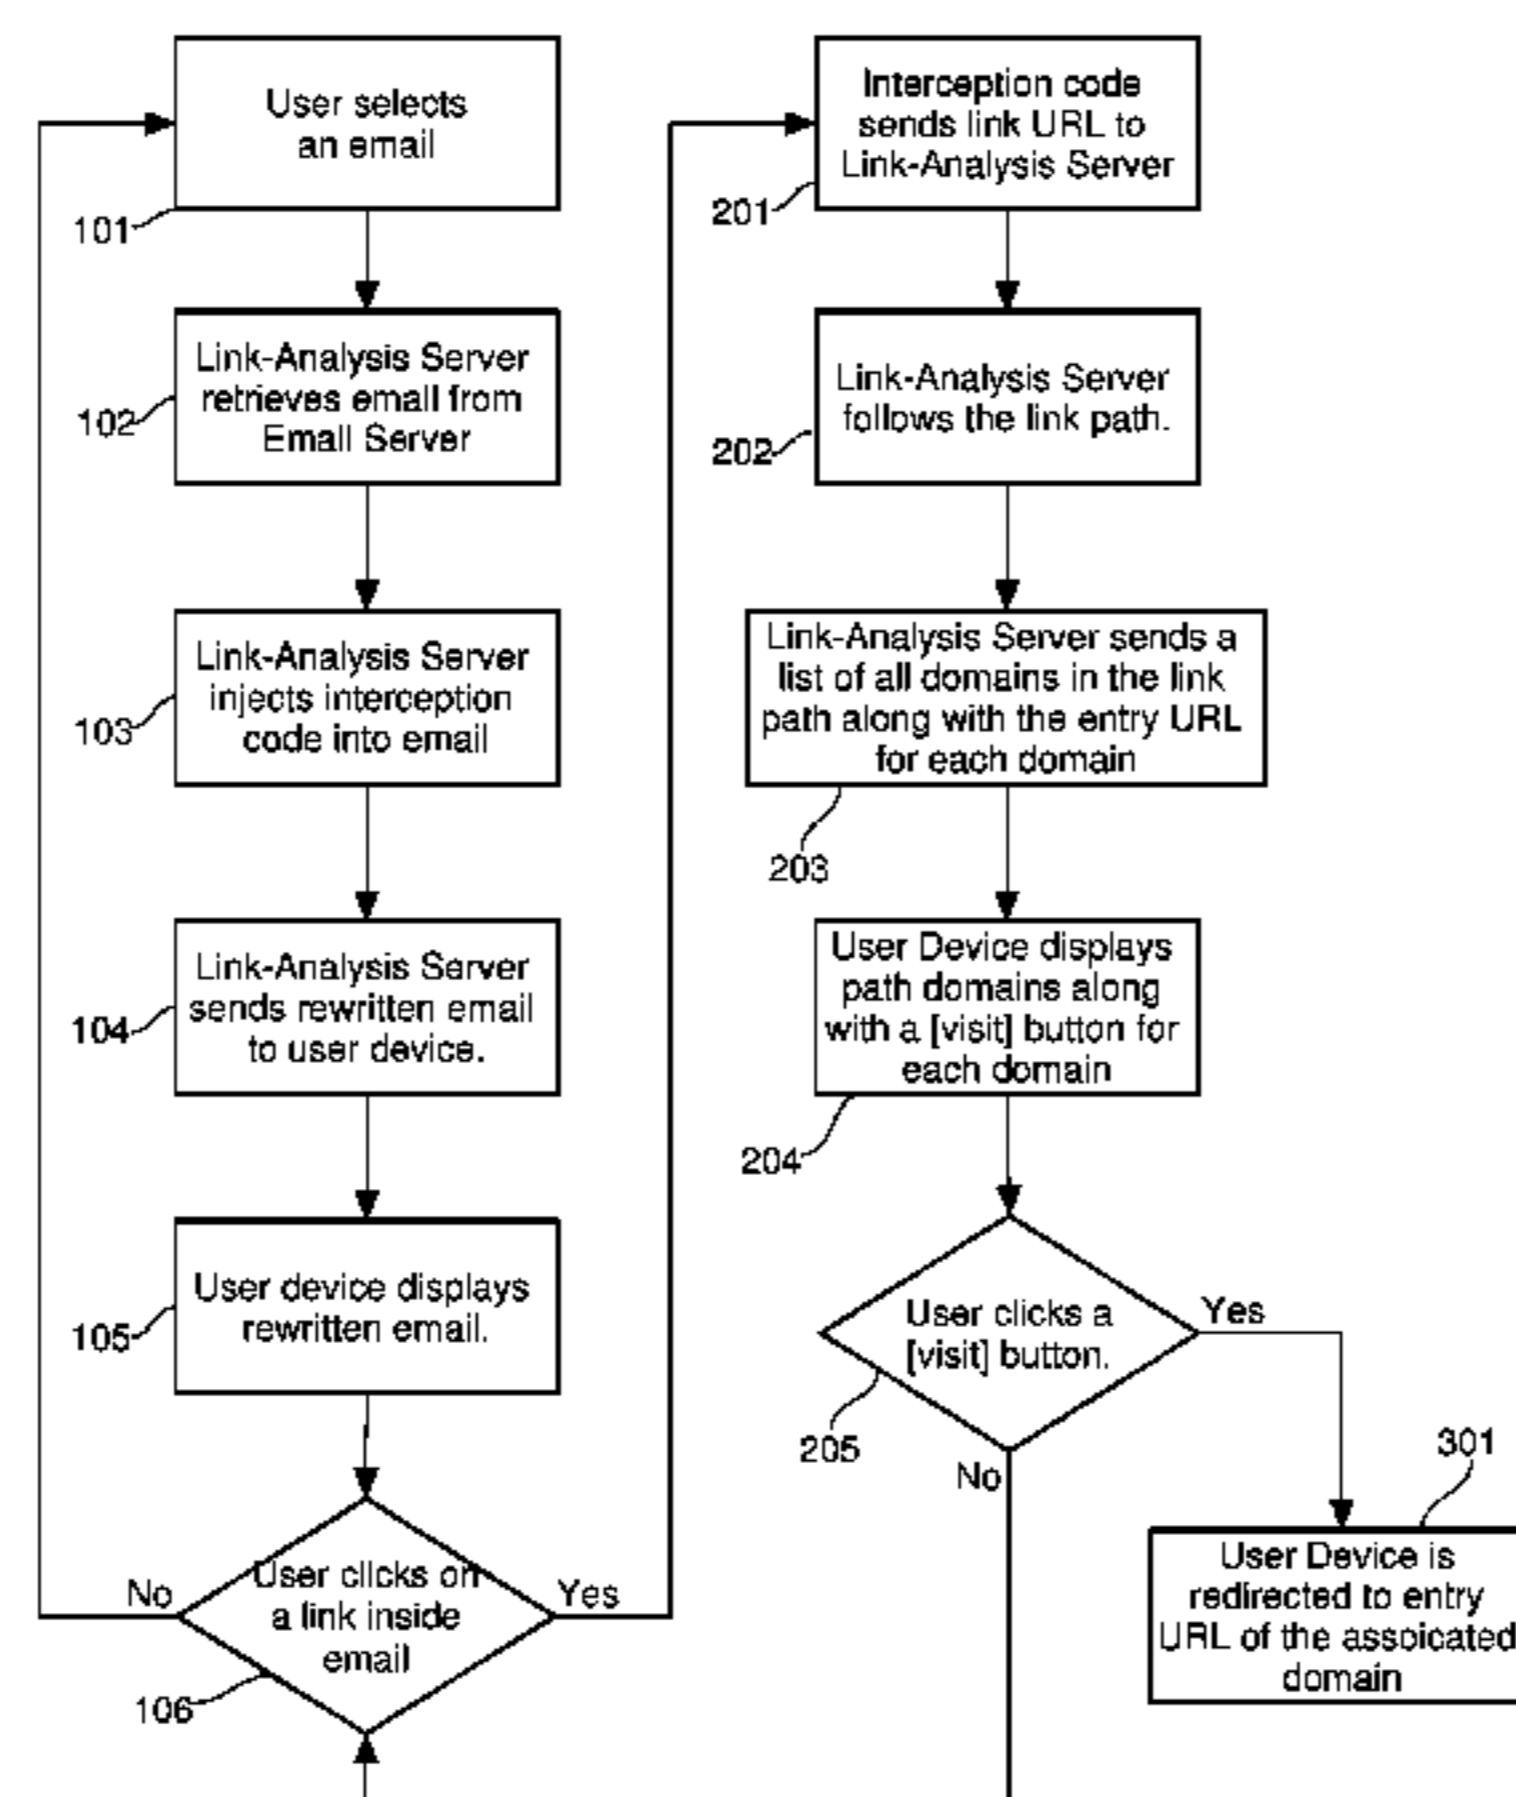 User selects
an email
101
Link-Analysis Server
retrieves email from
Email Server
102
Link-Analysis Server
injects interception
code into email
103
Link-Analysis Server
sends rewritten email
to user device.
104
User device displays
rewritten email.
105
User clicks on
a link inside
email
No
Yes
106
Interception code
sends link URL to
Link-Analysis Server
201
Link-Analysis Server
follows the link path.
202
Link-Analysis Server sends a
list of all domains in the link
path along with the entry URL
for each domain
203
User Device displays
path domains along
with a [visit] button for
each domain
204
User clicks a
[visit] button.
Yes
205
No
301
User Device is
redirected to entry
URL of the assoicated
domain